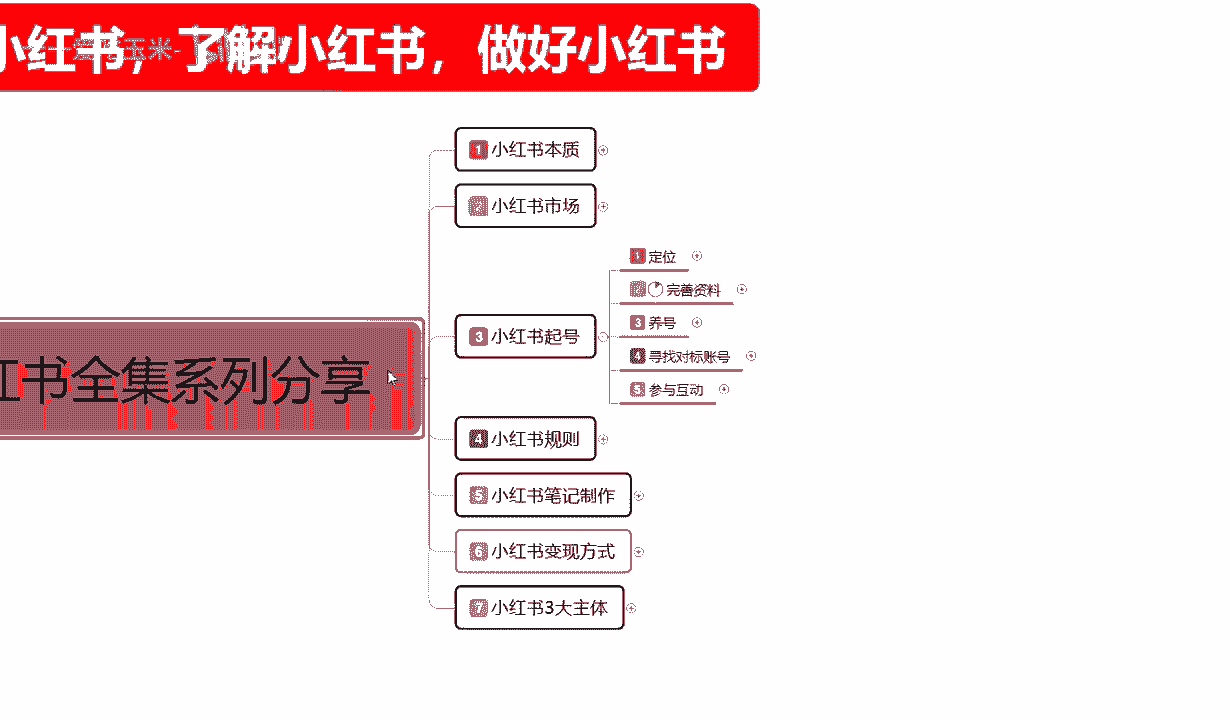 小红书，了解小红书，做好小红书
1 小红书本质
2 小红书市场
1 定位
2 完善资料
3 小红书起号
3 养号
4 寻找对标账号
5 参与互动
红书全集系列分享
4 小红书规则
5 小红书笔记制作
6 小红书变现方式
7 小红书3大主体